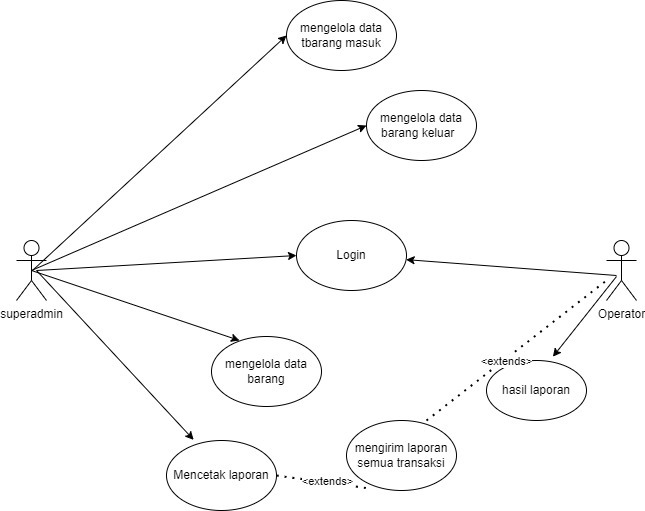 mengelola data
tbarang masuk
mengelola data
barang keluar
Login
superadmin
Operator
mengelola data
barang
<extends>
hasil laporan
mengirim laporan
semua transaksi
Mencetak laporan
<extends>